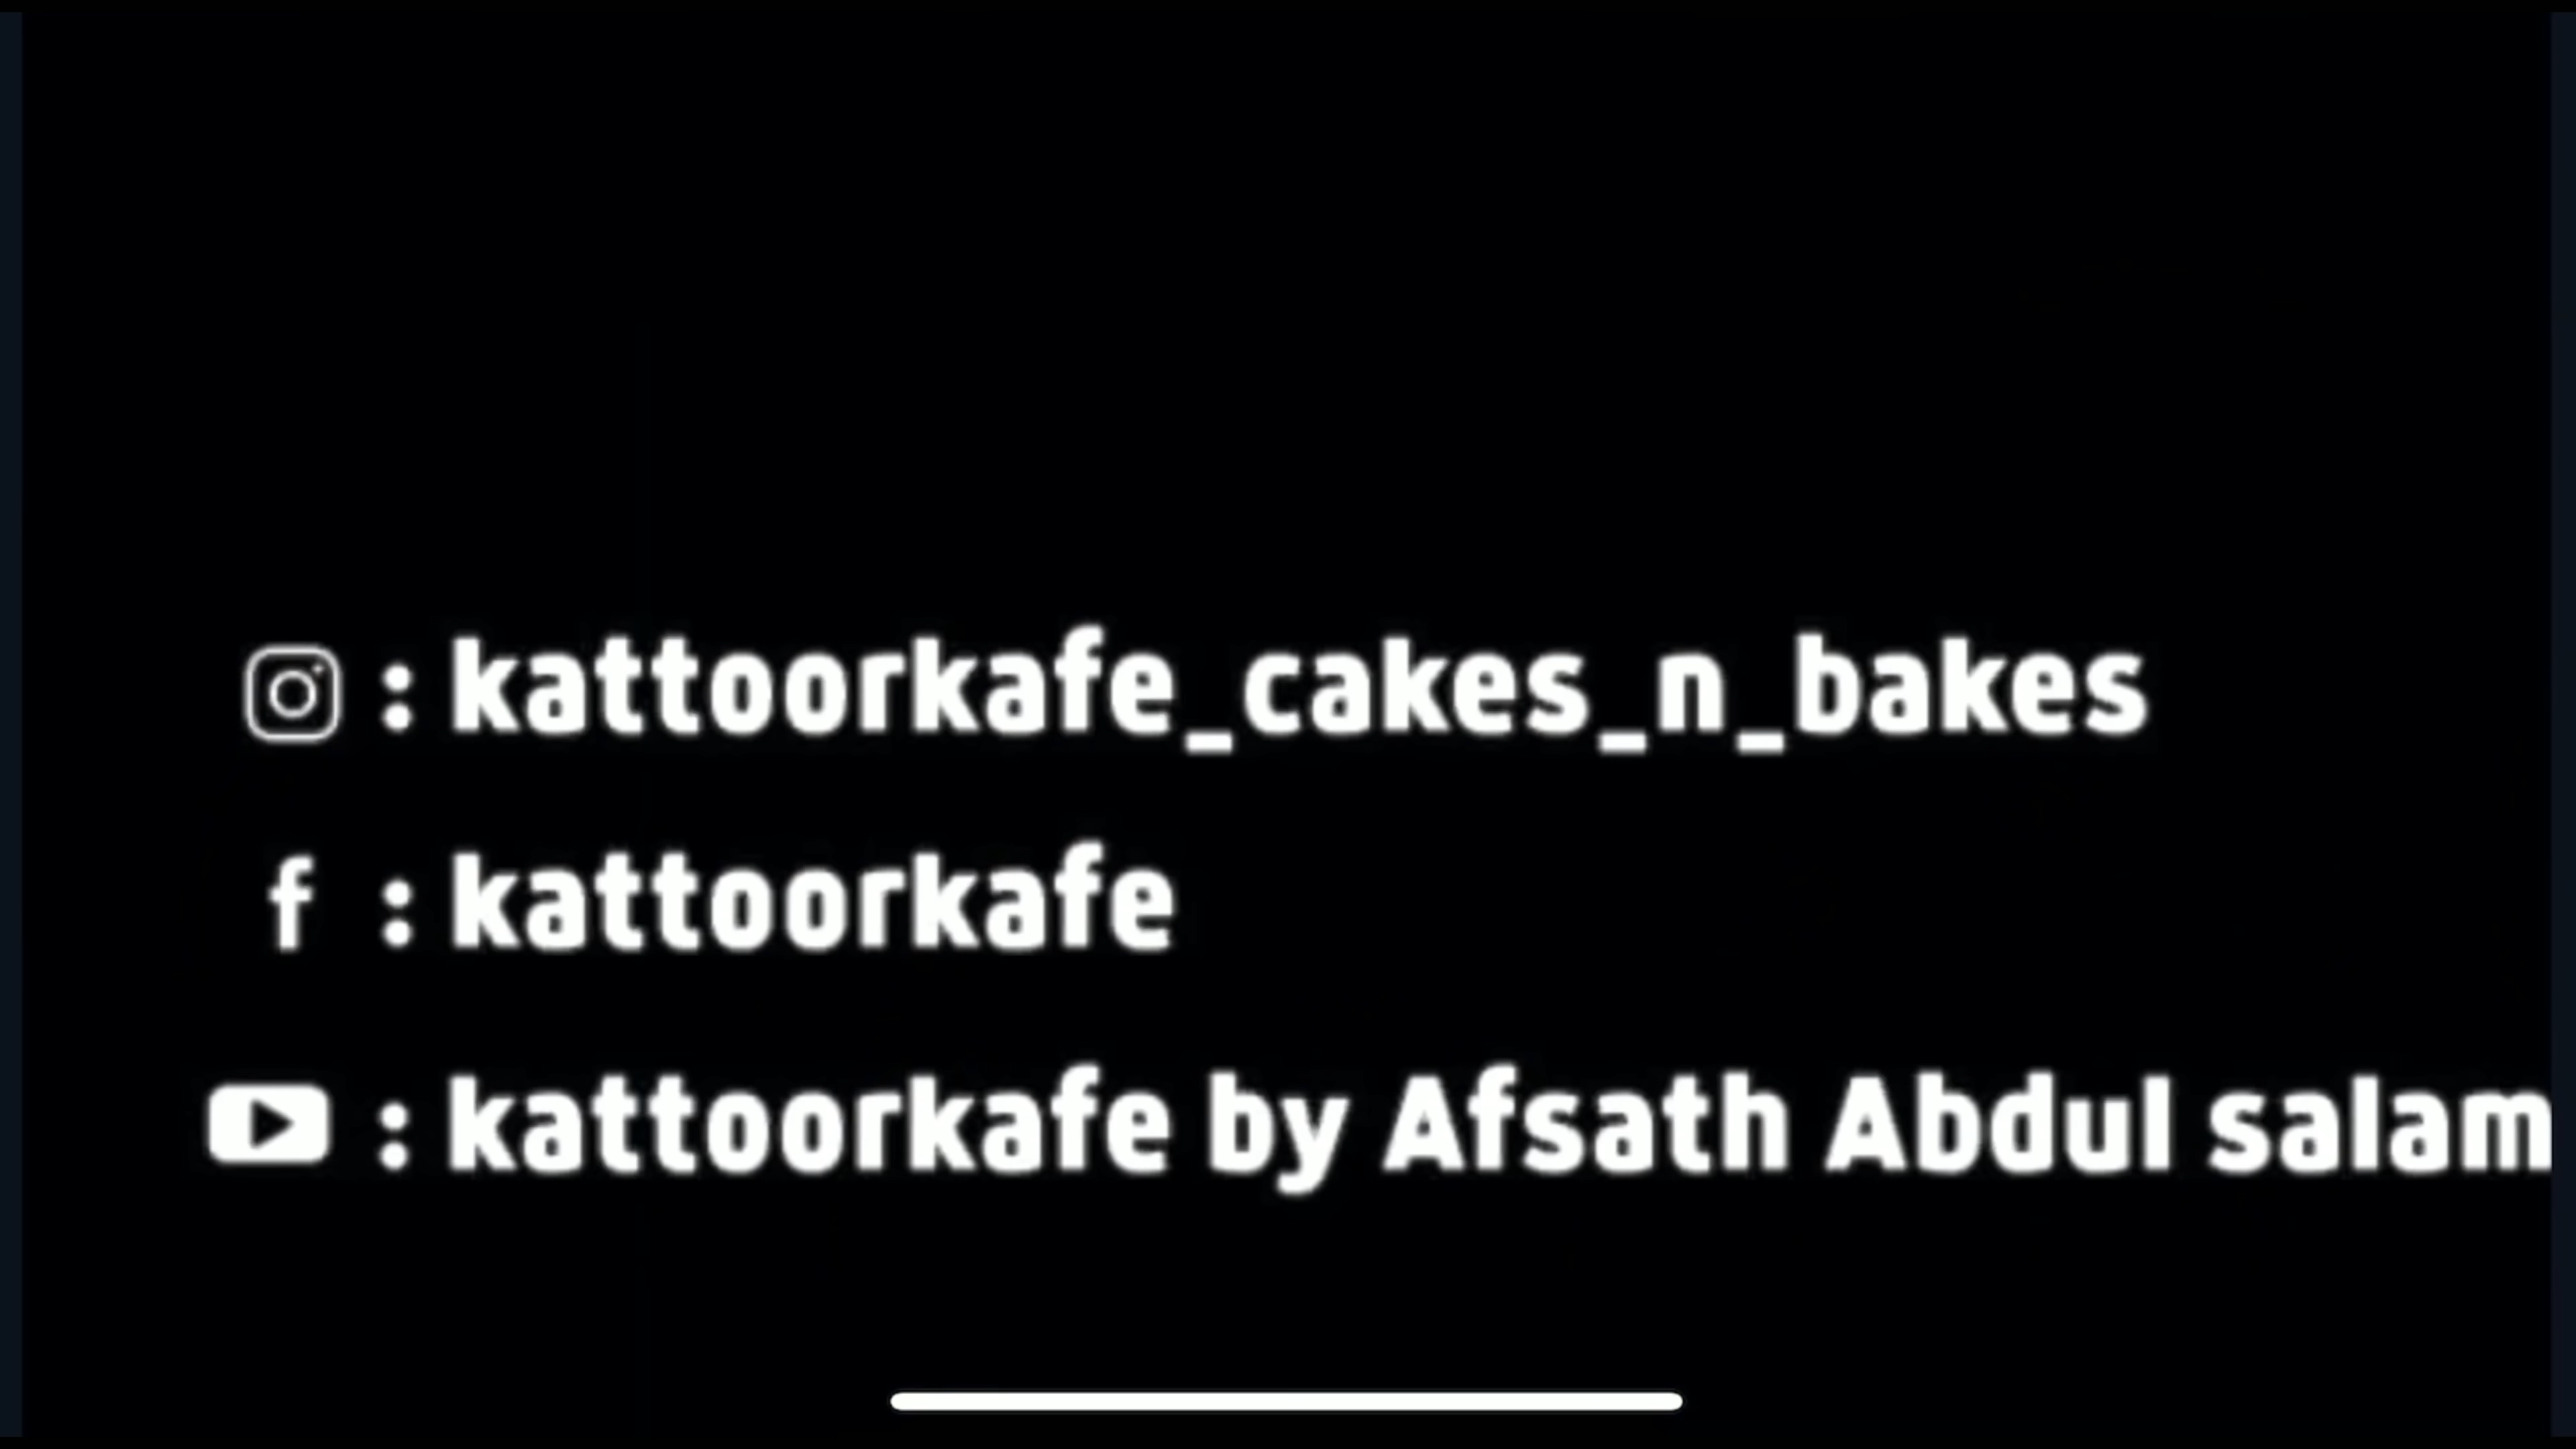 : kattoorkafe_cakes_n_bakes
f : kattoorkafe
: kattoorkafe by Afsath Abdul salam